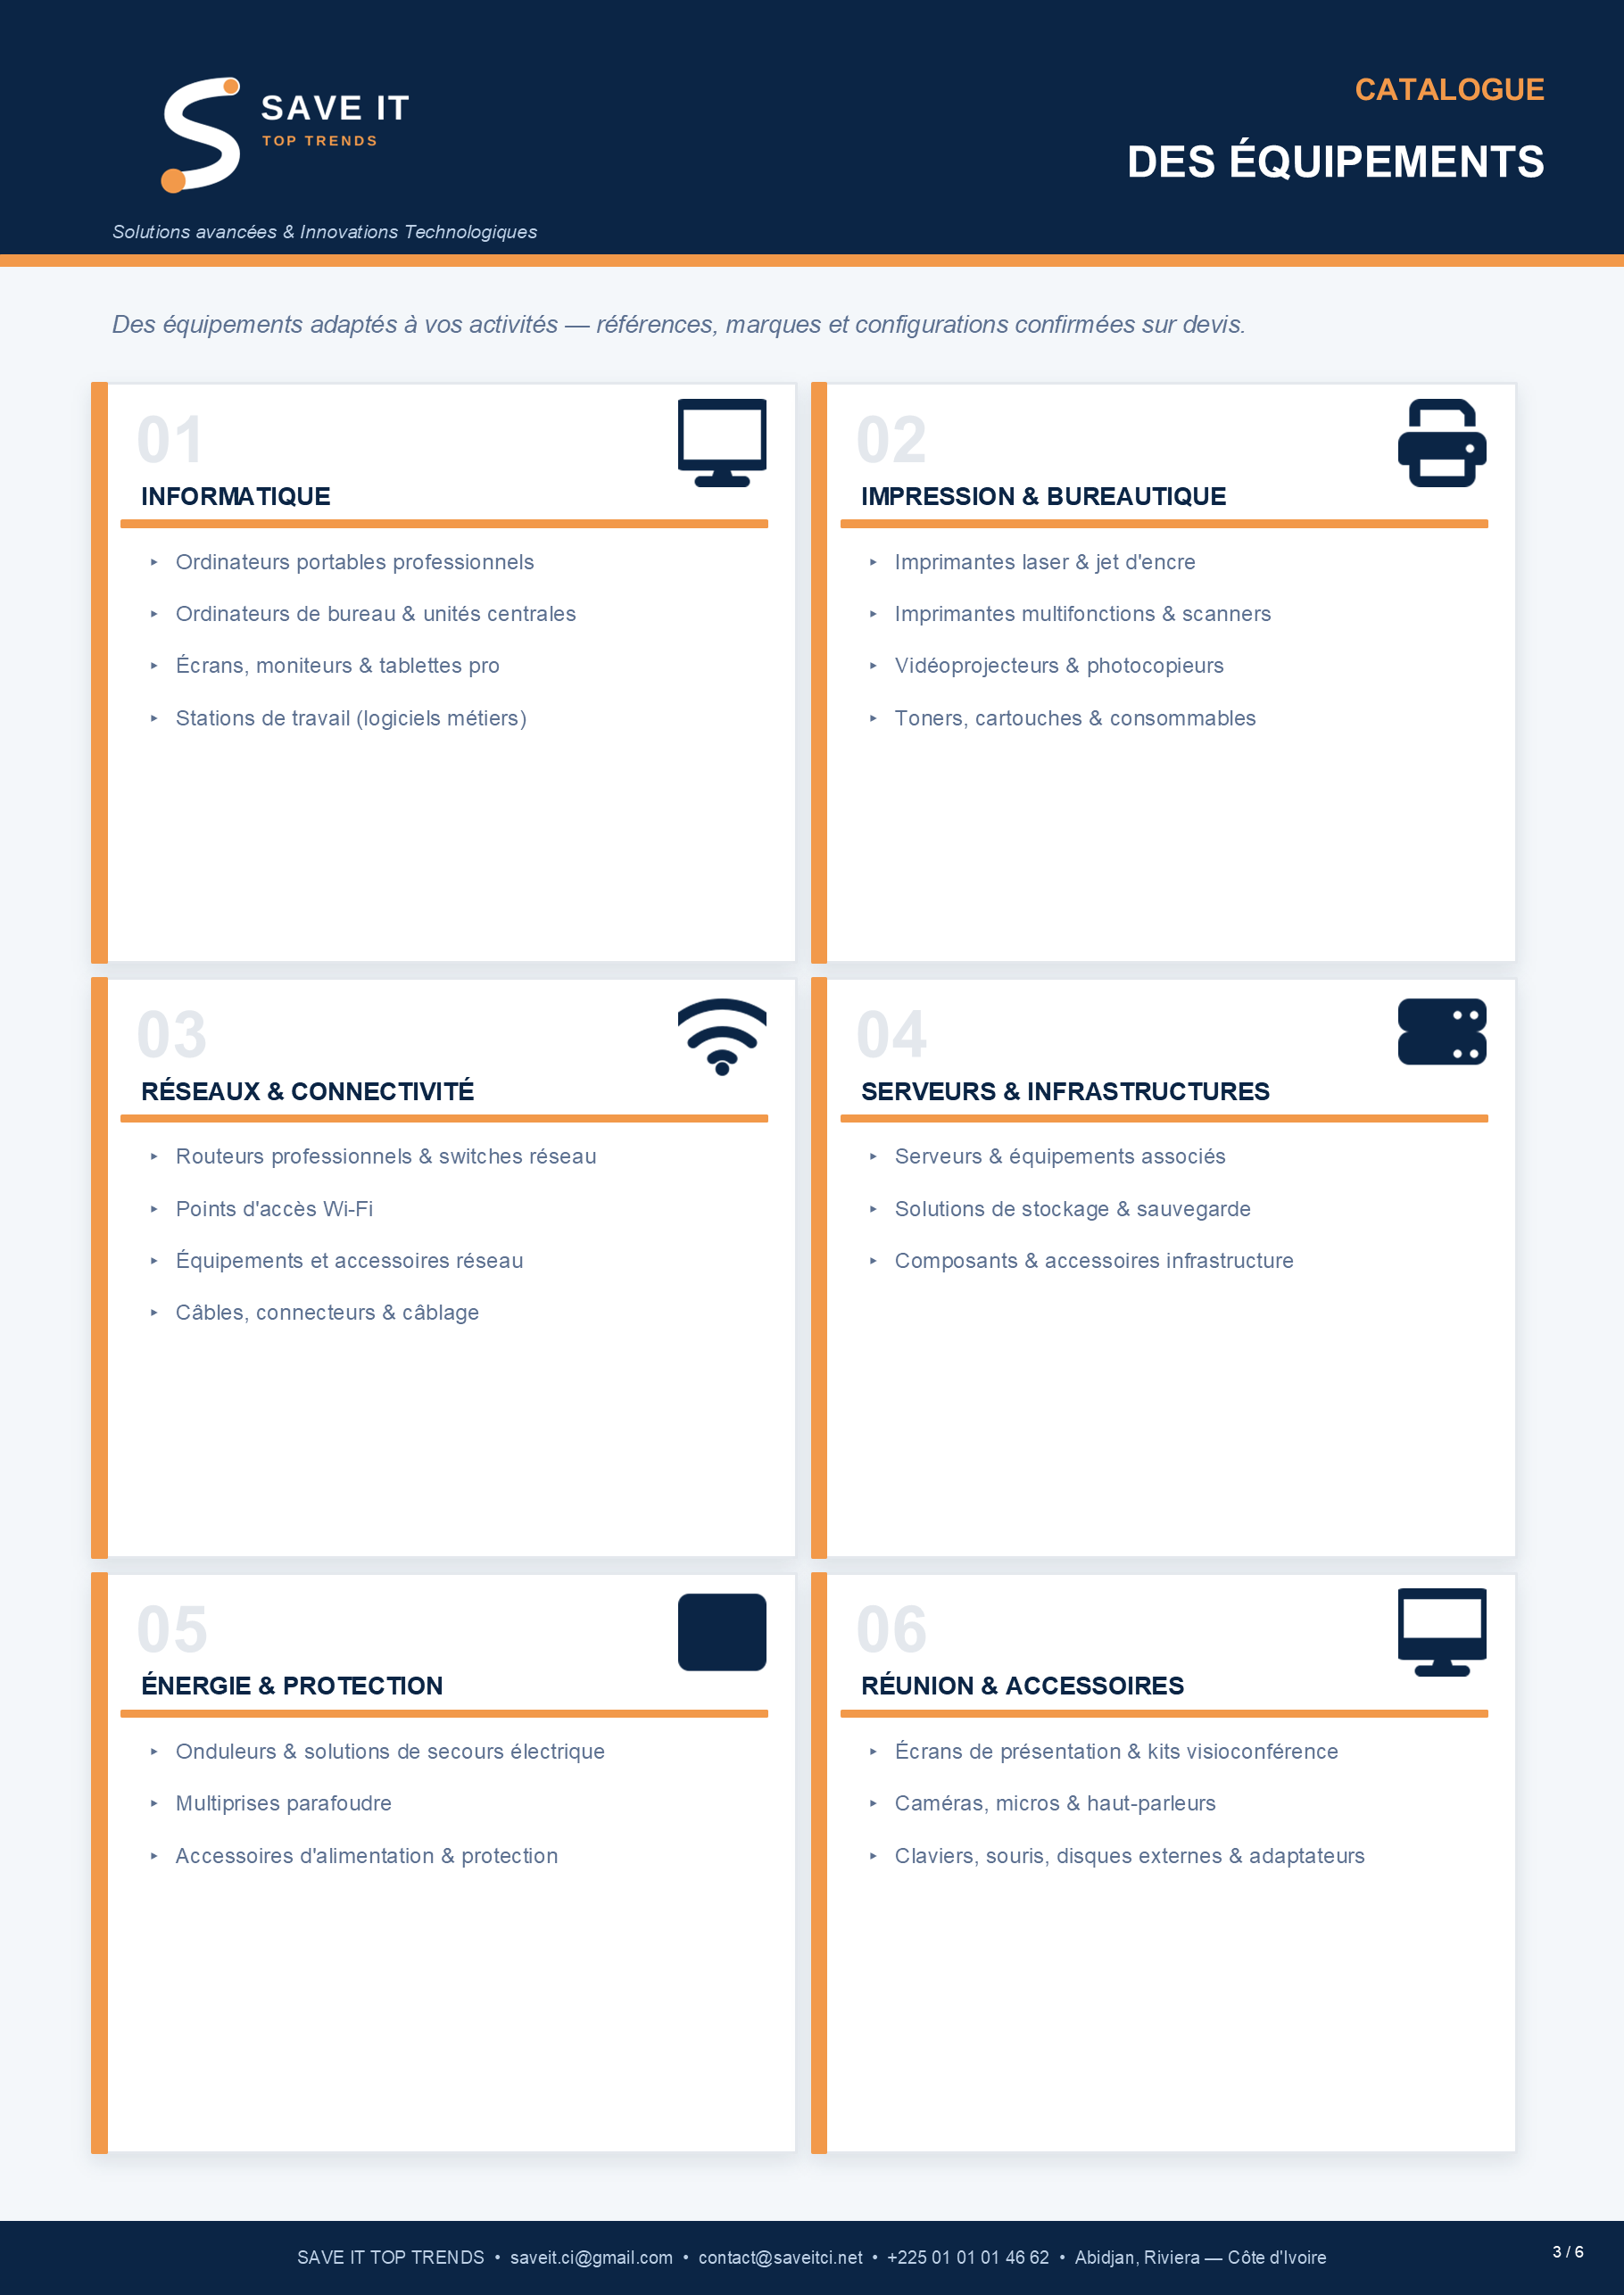 SAVE IT
TOP TRENDS
Solutions avancées & Innovations Technologiques
CATALOGUE
DES ÉQUIPEMENTS
Des équipements adaptés à vos activités — références, marques et configurations confirmées sur devis.
01
INFORMATIQUE
‣ Ordinateurs portables professionnels
‣ Ordinateurs de bureau & unités centrales
‣ Écrans, moniteurs & tablettes pro
‣ Stations de travail (logiciels métiers)
02
IMPRESSION & BUREAUTIQUE
‣ Imprimantes laser & jet d'encre
‣ Imprimantes multifonctions & scanners
‣ Vidéoprojecteurs & photocopieurs
‣ Toners, cartouches & consommables
03
RÉSEAUX & CONNECTIVITÉ
‣ Routeurs professionnels & switches réseau
‣ Points d'accès Wi-Fi
‣ Équipements et accessoires réseau
‣ Câbles, connecteurs & câblage
04
SERVEURS & INFRASTRUCTURES
‣ Serveurs & équipements associés
‣ Solutions de stockage & sauvegarde
‣ Composants & accessoires infrastructure
05
ÉNERGIE & PROTECTION
‣ Onduleurs & solutions de secours électrique
‣ Multiprises parafoudre
‣ Accessoires d'alimentation & protection
06
RÉUNION & ACCESSOIRES
‣ Écrans de présentation & kits visioconférence
‣ Caméras, micros & haut-parleurs
‣ Claviers, souris, disques externes & adaptateurs
SAVE IT TOP TRENDS • saveit.ci@gmail.com • contact@saveitci.net • +225 01 01 01 46 62 • Abidjan, Riviera — Côte d'Ivoire
3 / 6